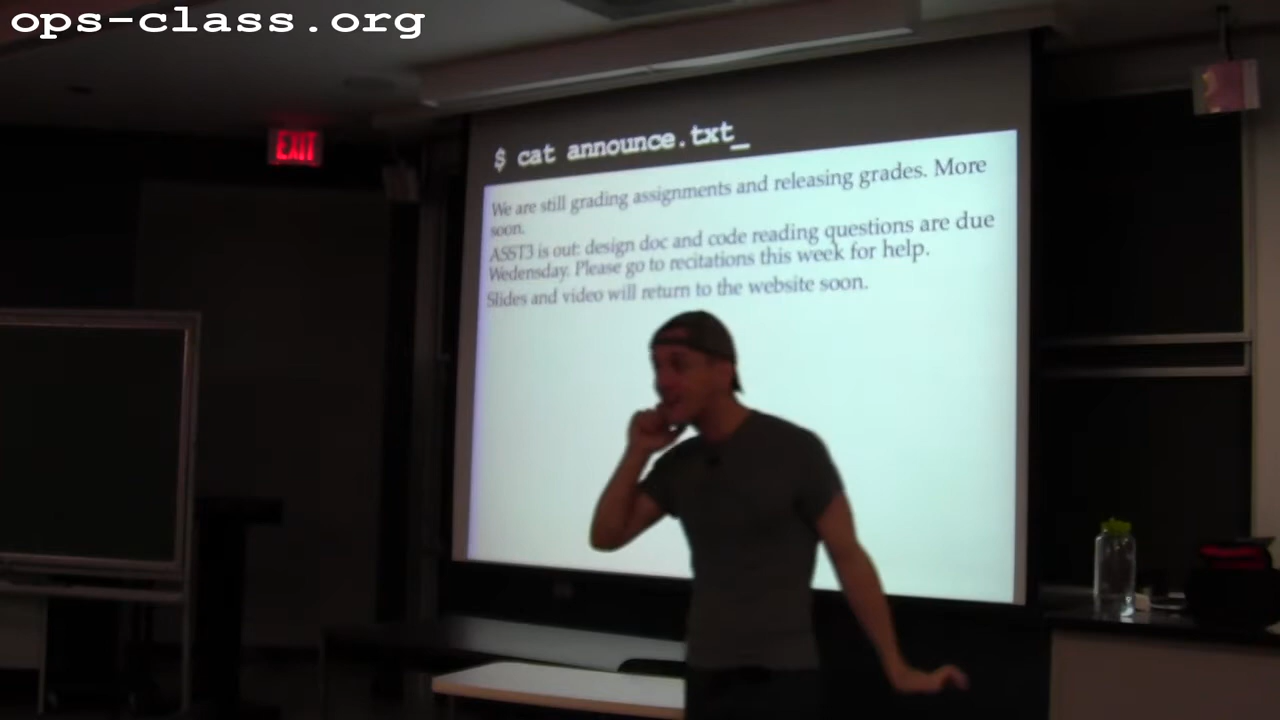 ops-class.org
EXIT
$ cat announce.txt_
We are still grading assignments and releasing grades. More
soon.
ASST3 is out: design doc and code reading questions are due
Wedensday. Please go to recitations this week for help.
Slides and video will return to the website soon.